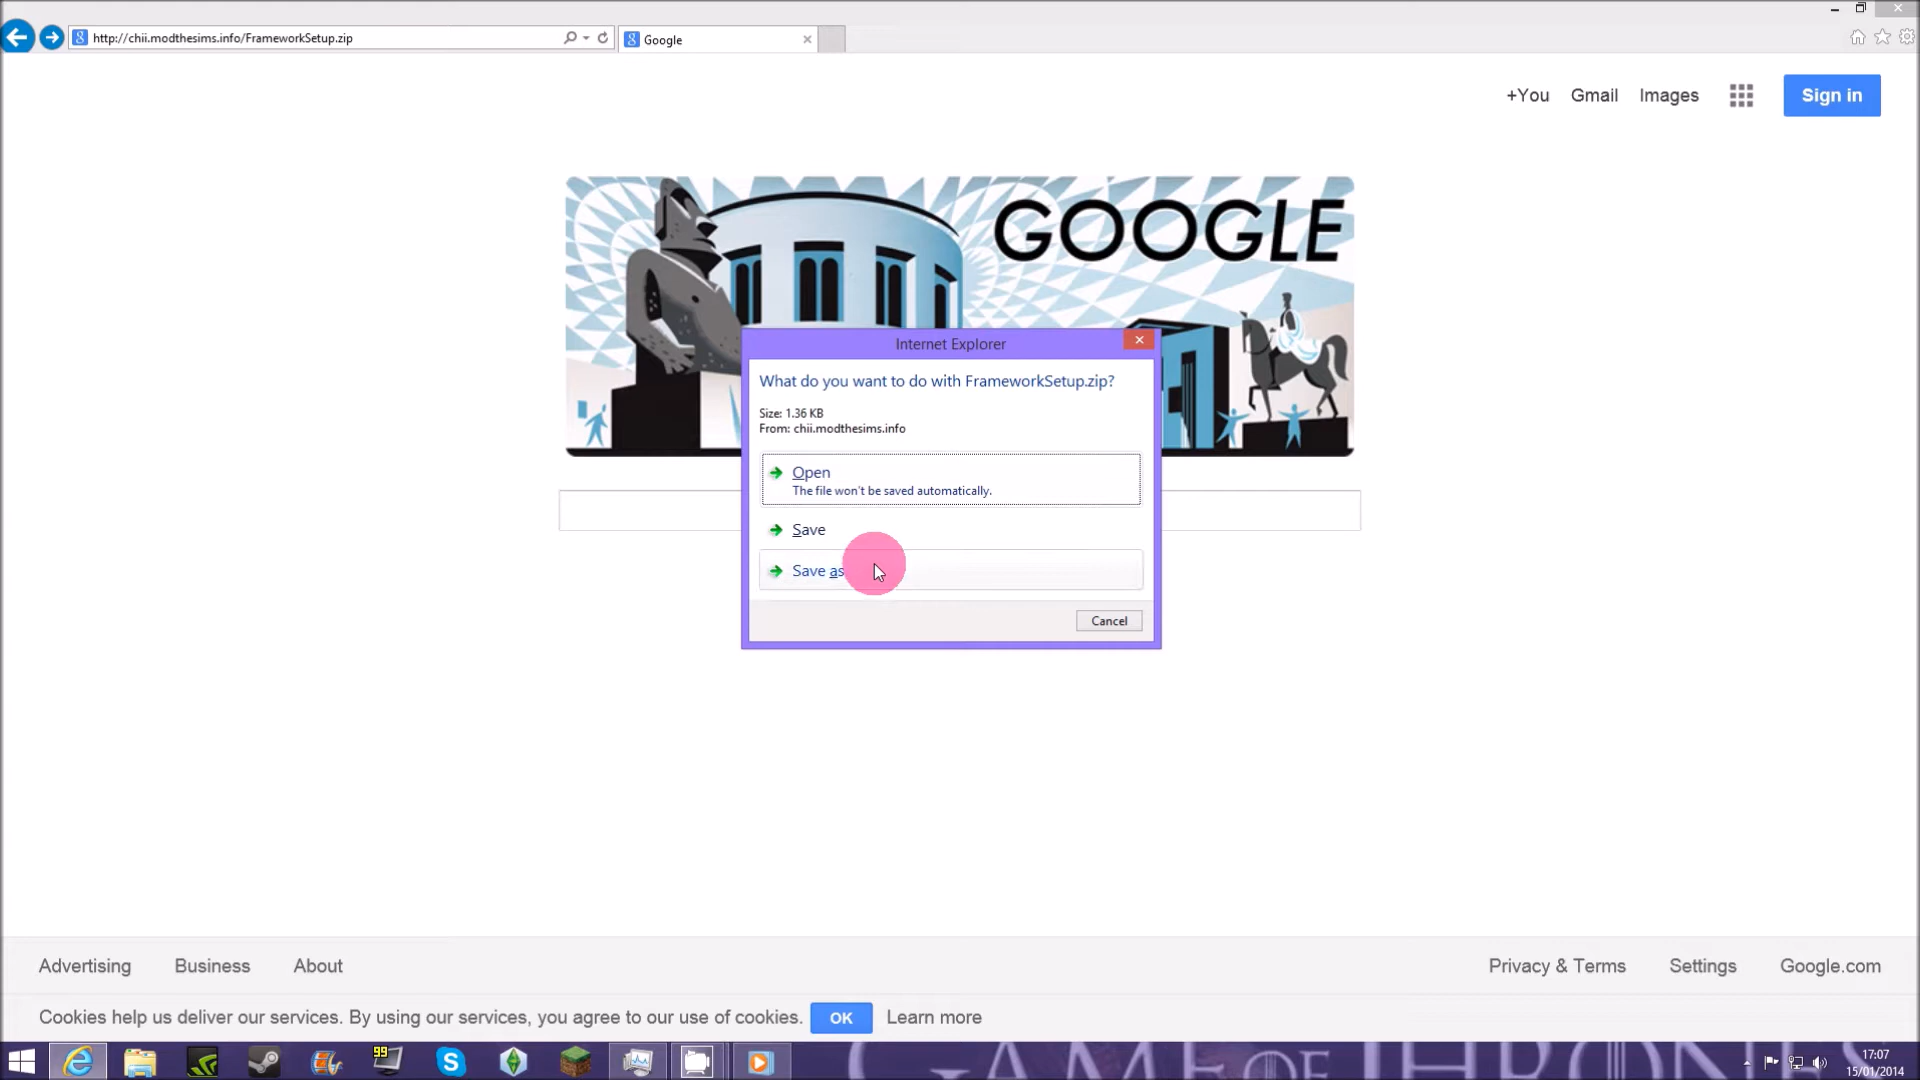 http://chii.modthesims.info/FrameworkSetup.zip
Google
+You Gmail Images Sign in
GOOGLE
Internet Explorer
What do you want to do with FrameworkSetup.zip?
Size: 1.36 KB
From: chii.modthesims.info
Open
The file won't be saved automatically.
Save
Save as
Cancel
Advertising Business About Privacy & Terms Settings Google.com
Cookies help us deliver our services. By using our services, you agree to our use of cookies. OK Learn more
99
GAME OF THRONES
17:07
15/01/2014